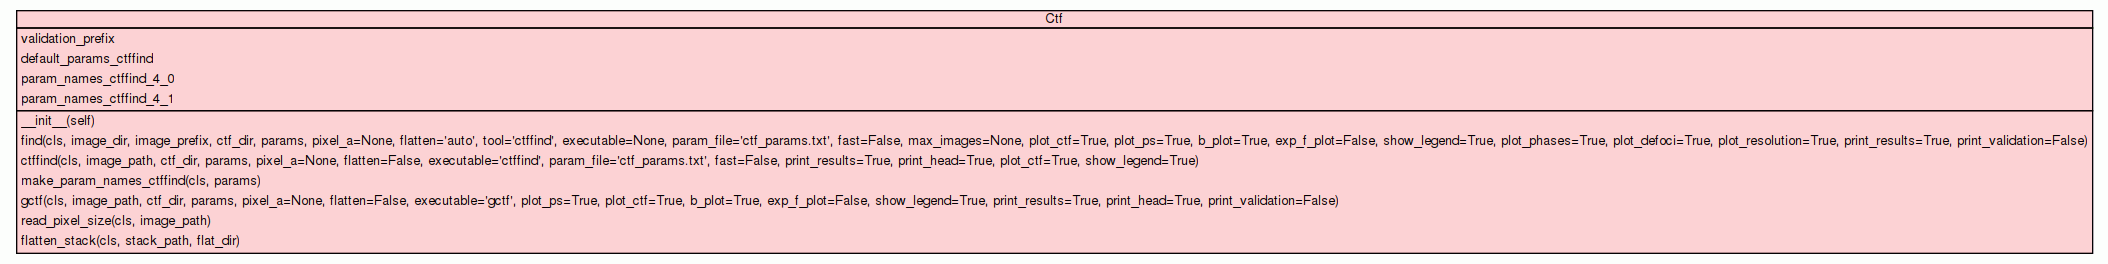 Ctf
validation_prefix
default_params_ctffind
param_names_ctffind_4_0
param_names_ctffind_4_1
__init__(self)
find(cls, image_dir, image_prefix, ctf_dir, params, pixel_a=None, flatten='auto', tool='ctffind', executable=None, param_file='ctf_params.txt', fast=False, max_images=None, plot_ctf=True, plot_ps=True, b_plot=True, exp_f_plot=False, show_legend=True, plot_phases=True, plot_defoci=True, plot_resolution=True, print_results=True, print_validation=False)
ctffind(cls, image_path, ctf_dir, params, pixel_a=None, flatten=False, executable='ctffind', param_file='ctf_params.txt', fast=False, print_results=True, print_head=True, plot_ctf=True, show_legend=True)
make_param_names_ctffind(cls, params)
gctf(cls, image_path, ctf_dir, params, pixel_a=None, flatten=False, executable='gctf', plot_ps=True, plot_ctf=True, b_plot=True, exp_f_plot=False, show_legend=True, print_results=True, print_head=True, print_validation=False)
read_pixel_size(cls, image_path)
flatten_stack(cls, stack_path, flat_dir)